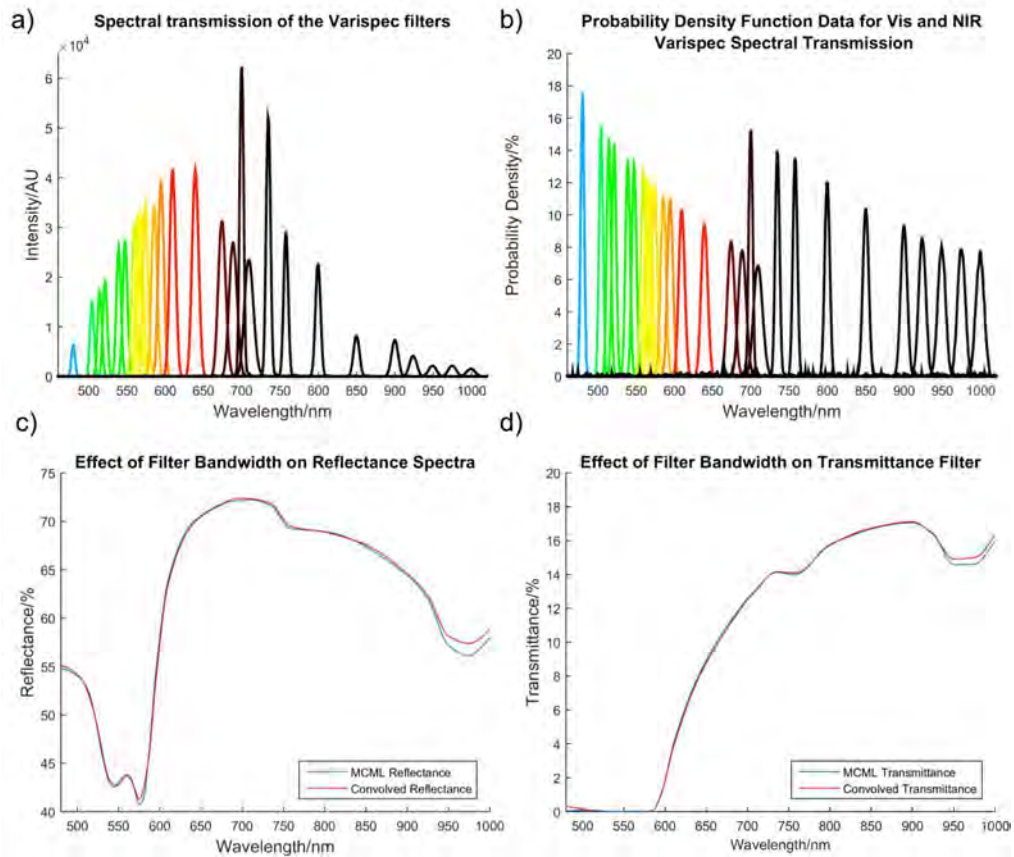 a)
Spectral transmission of the Varispec filters
×10⁴
6
5
4
3
2
1
0
Intensity/AU
500 550 600 650 700 750 800 850 900 950 1000
Wavelength/nm
b)
Probability Density Function Data for Vis and NIR
Varispec Spectral Transmission
20
18
16
14
12
10
8
6
4
2
0
Probability Density/%
500 550 600 650 700 750 800 850 900 950 1000
Wavelength/nm
c)
Effect of Filter Bandwidth on Reflectance Spectra
75
70
65
60
55
50
45
40
Reflectance/%
MCML Reflectance
Convolved Reflectance
500 550 600 650 700 750 800 850 900 950 1000
Wavelength/nm
d)
Effect of Filter Bandwidth on Transmittance Filter
20
18
16
14
12
10
8
6
4
2
0
Transmittance/%
MCML Transmittance
Convolved Transmittance
500 550 600 650 700 750 800 850 900 950 1000
Wavelength/nm